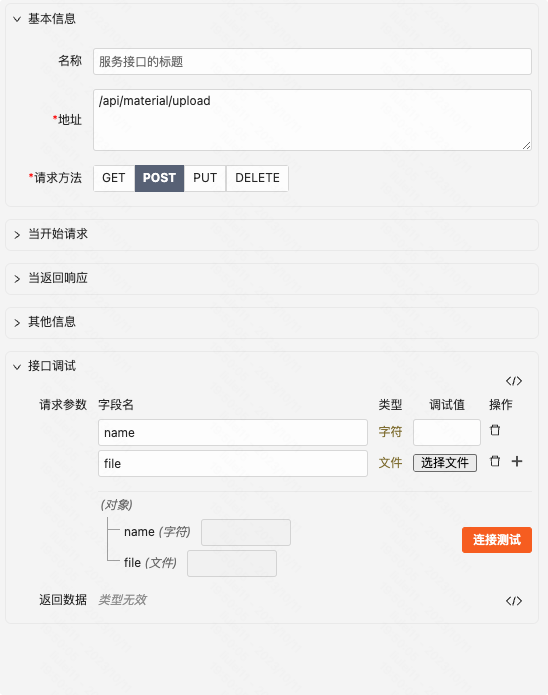 基本信息
名称 服务接口的标题
*地址 /api/material/upload
*请求方法 GET POST PUT DELETE
当开始请求
当返回响应
其他信息
接口调试
</>
请求参数 字段名 类型 调试值 操作
name 字符
file 文件 选择文件
(对象)
name (字符)
连接测试
file (文件)
返回数据 类型无效 </>